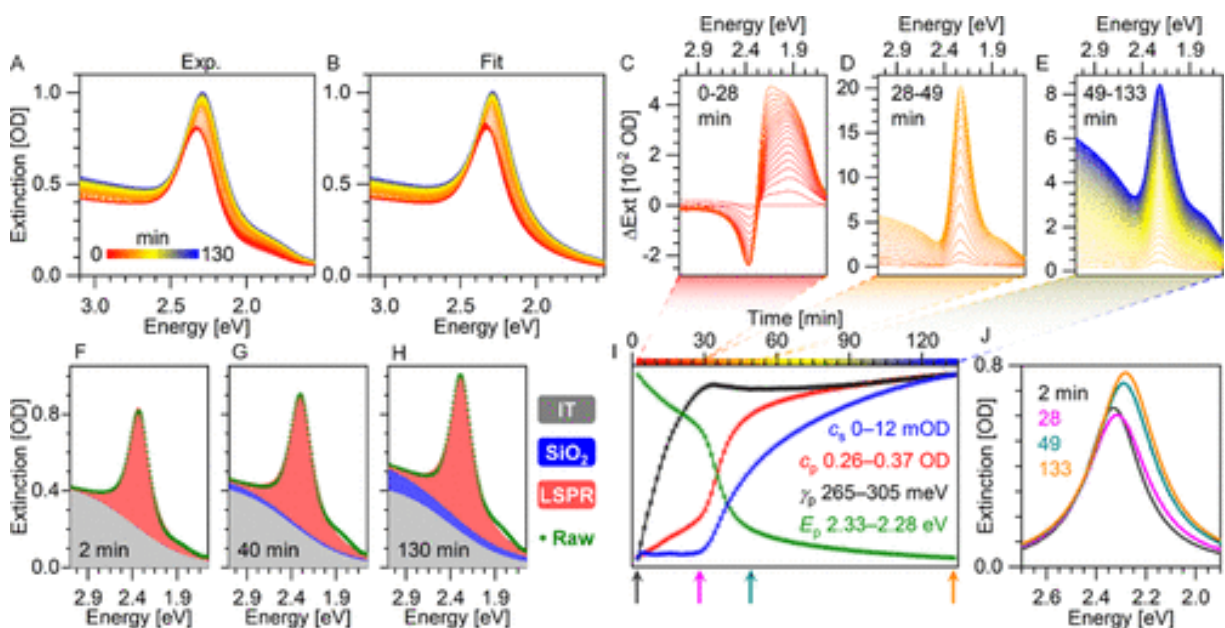 A
Exp.
Extinction [OD]
1.0
0.5
0.0
min
0
130
3.0
2.5
2.0
Energy [eV]
B
Fit
1.0
0.5
0.0
3.0
2.5
2.0
Energy [eV]
Energy [eV]
2.9
2.4
1.9
C
0-28
min
ΔExt [10⁻² OD]
4
2
0
-2
Energy [eV]
2.9
2.4
1.9
D
28-49
min
20
15
10
5
0
Energy [eV]
2.9
2.4
1.9
E
49-133
min
8
6
4
2
0
F
Extinction [OD]
0.8
0.4
0.0
2 min
2.9
2.4
1.9
Energy [eV]
G
40 min
2.9
2.4
1.9
Energy [eV]
H
130 min
2.9
2.4
1.9
Energy [eV]
IT
SiO₂
LSPR
• Raw
Time [min]
0
30
60
90
120
I
cₛ 0–12 mOD
cₚ 0.26–0.37 OD
γₚ 265–305 meV
Eₚ 2.33–2.28 eV
J
Extinction [OD]
0.8
0.0
2 min
28
49
133
2.6
2.4
2.2
2.0
Energy [eV]